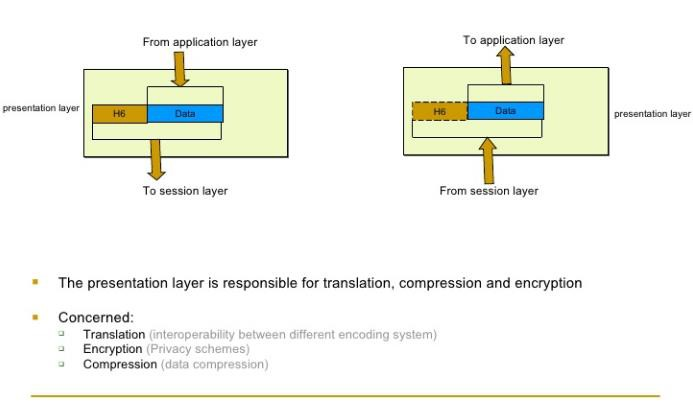 From application layer
To application layer
presentation layer
H6
Data
H6
Data
presentation layer
To session layer
From session layer
The presentation layer is responsible for translation, compression and encryption
Concerned:
Translation (interoperability between different encoding system)
Encryption (Privacy schemes)
Compression (data compression)